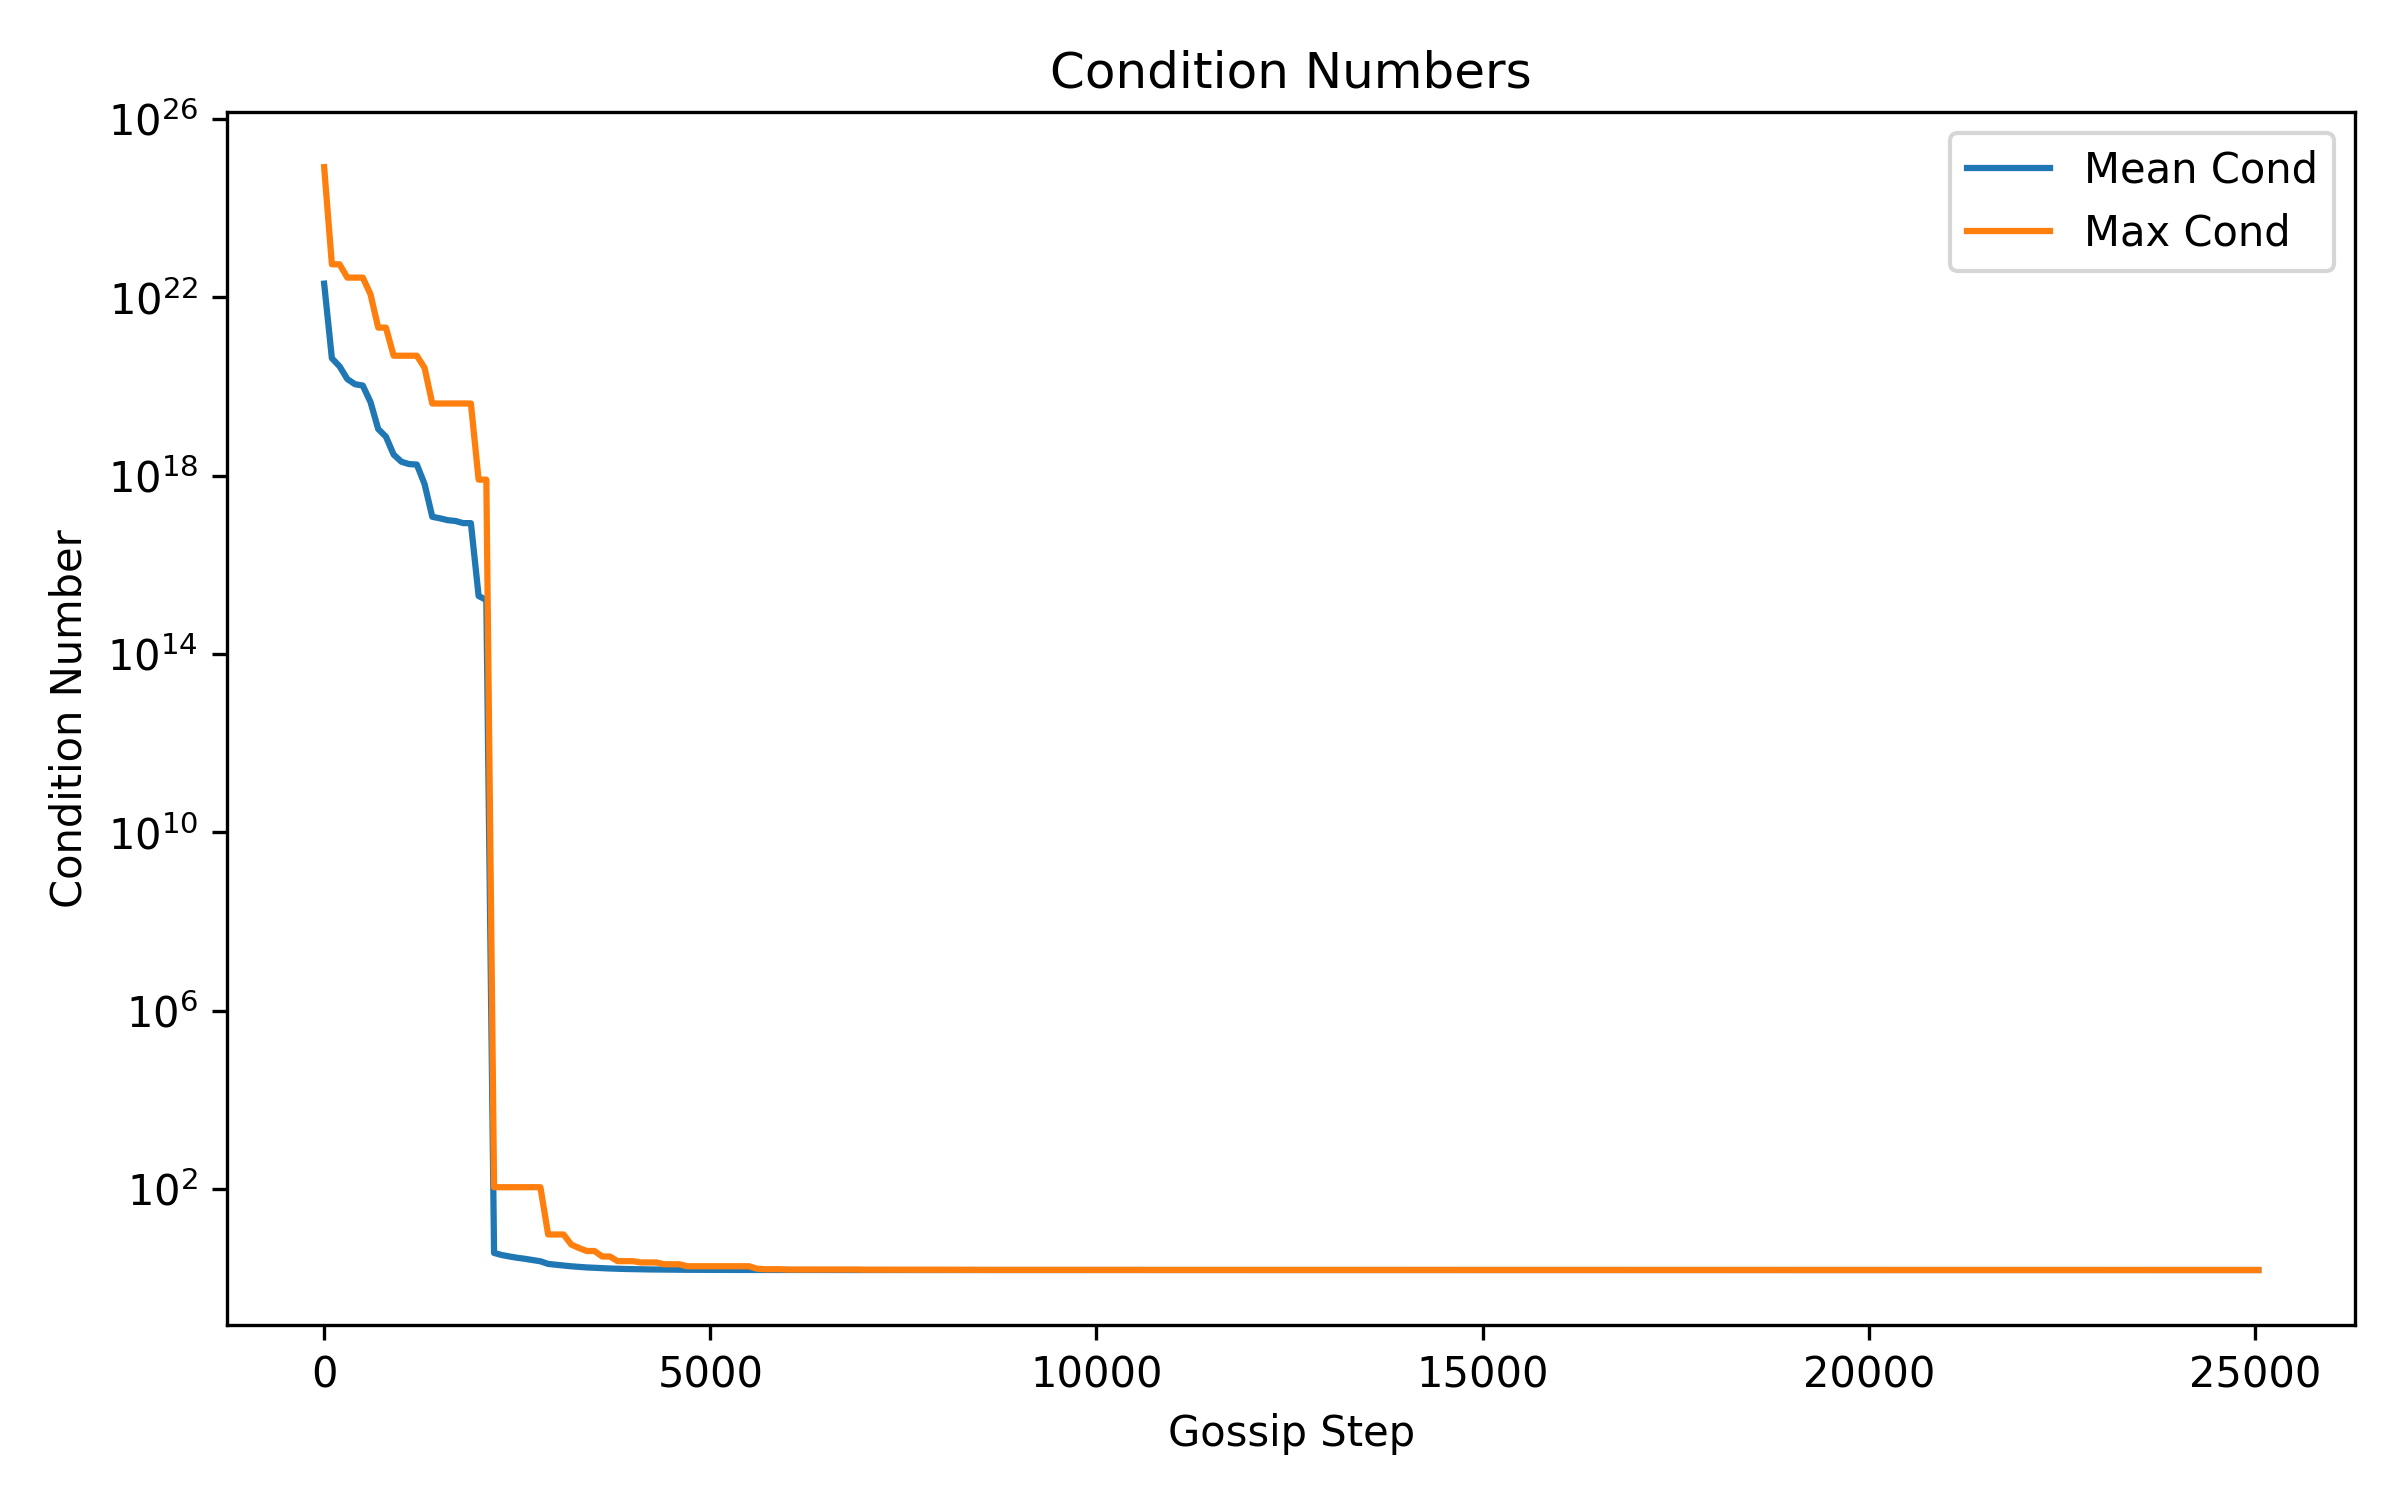 Condition Numbers
Mean Cond
Max Cond
Condition Number
10^26
10^22
10^18
10^14
10^10
10^6
10^2
0 5000 10000 15000 20000 25000
Gossip Step